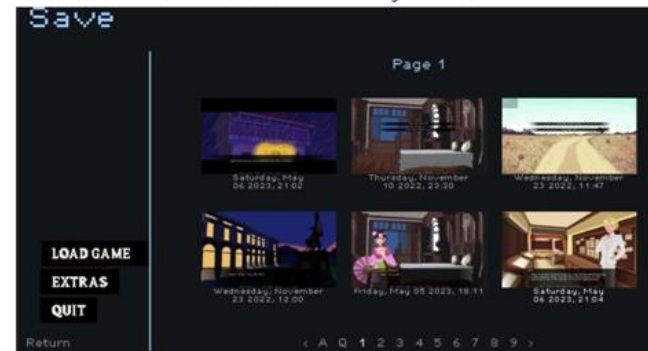 Save
Page 1
Saturday, May
06 2023, 21:02
Thursday, November
10 2022, 23:30
Wednesday, November
23 2022, 11:47
Wednesday, November
23 2022, 12:00
Friday, May 05 2023, 18:11
Saturday, May
06 2023, 21:04
LOAD GAME
EXTRAS
QUIT
Return
< A Q 1 2 3 4 5 6 7 8 9 >